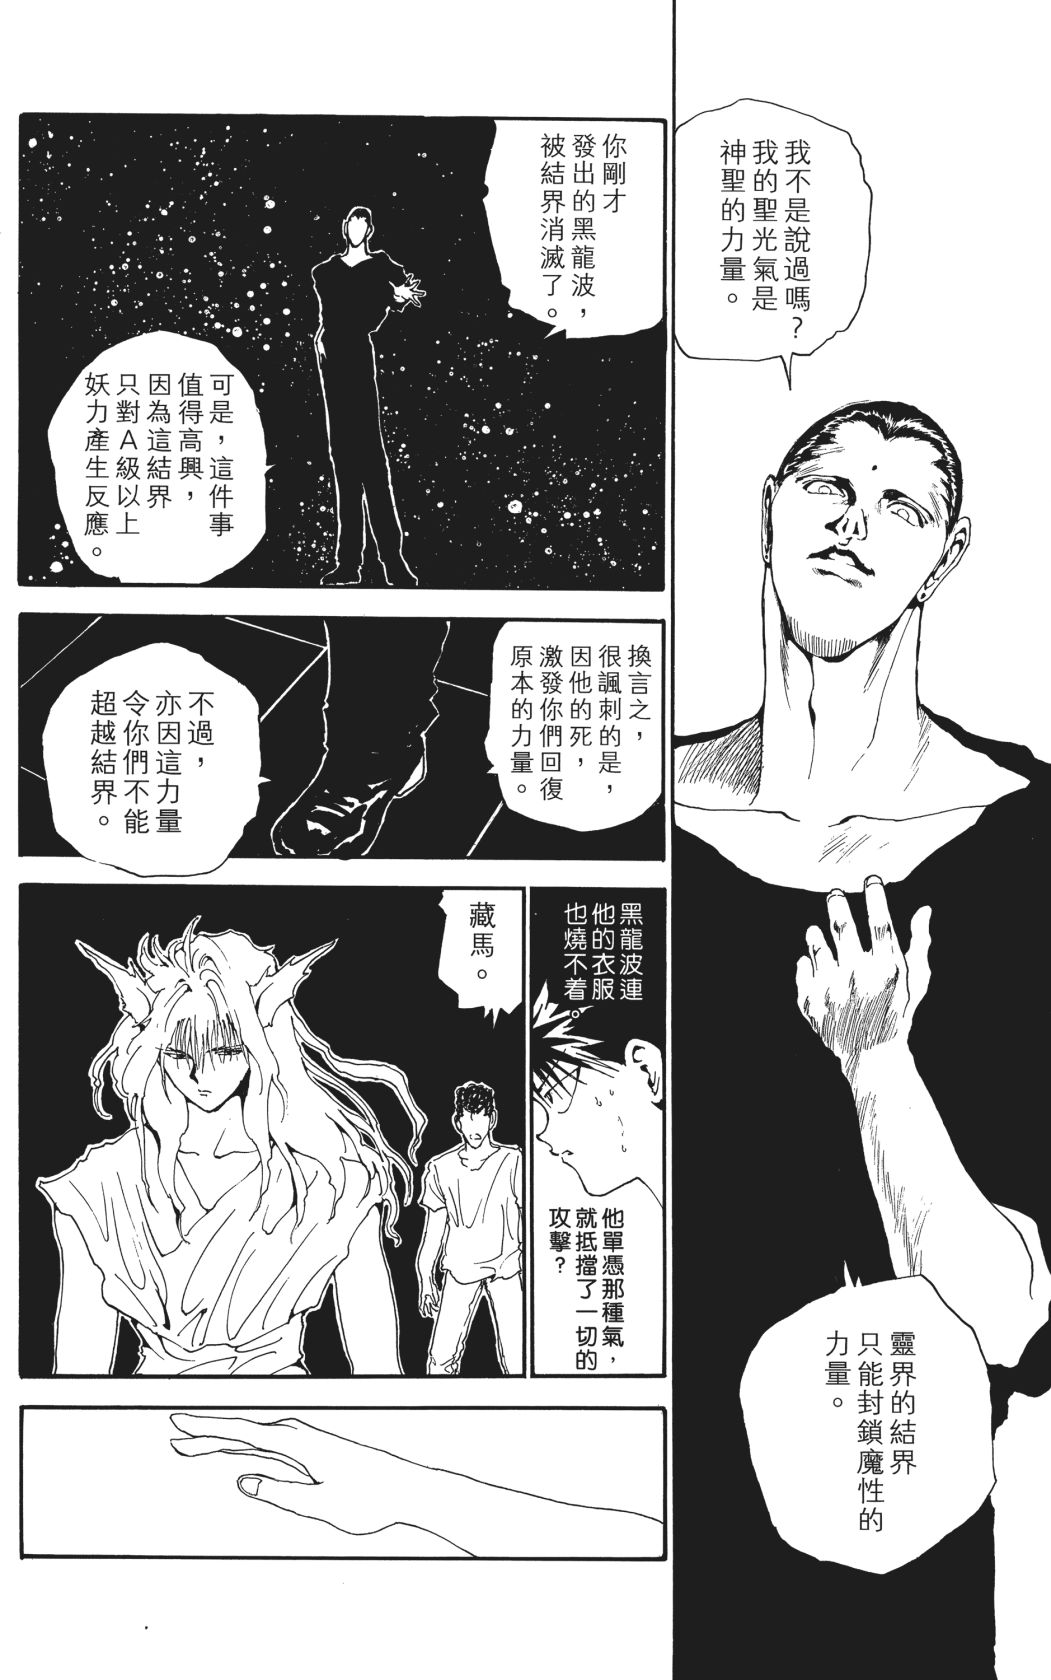 我不是說過嗎?
我的聖光氣是
神聖的力量。
靈界的結界
只能封鎖魔性的
力量。
你剛才
發出的黑龍波，
被結界消滅了。
可是，這件事
值得高興，
因為這結界
只對A級以上
妖力產生反應。
換言之，
很諷刺的是，
因他的死，
激發你們回復
原本的力量。
不過，
亦因這力量
令你們不能
超越結界。
黑龍波連
他的衣服
也燒不着。
他單憑那種氣，
就抵擋了一切的
攻擊?
藏馬。